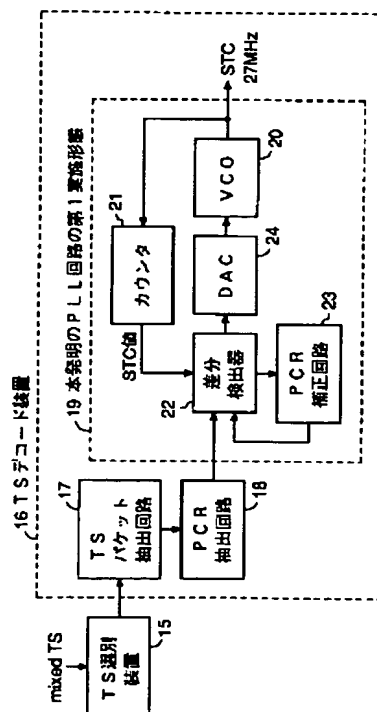 16 TSデコード装置
19 本発明のPLL回路の第1実施形態
mixed TS
TS選別
装置
15
17
TS
パケット
抽出回路
PCR
抽出回路
18
21
カウンタ
STC値
差分
検出器
22
PCR
補正回路
23
DAC
24
VCO
20
STC
27MHz